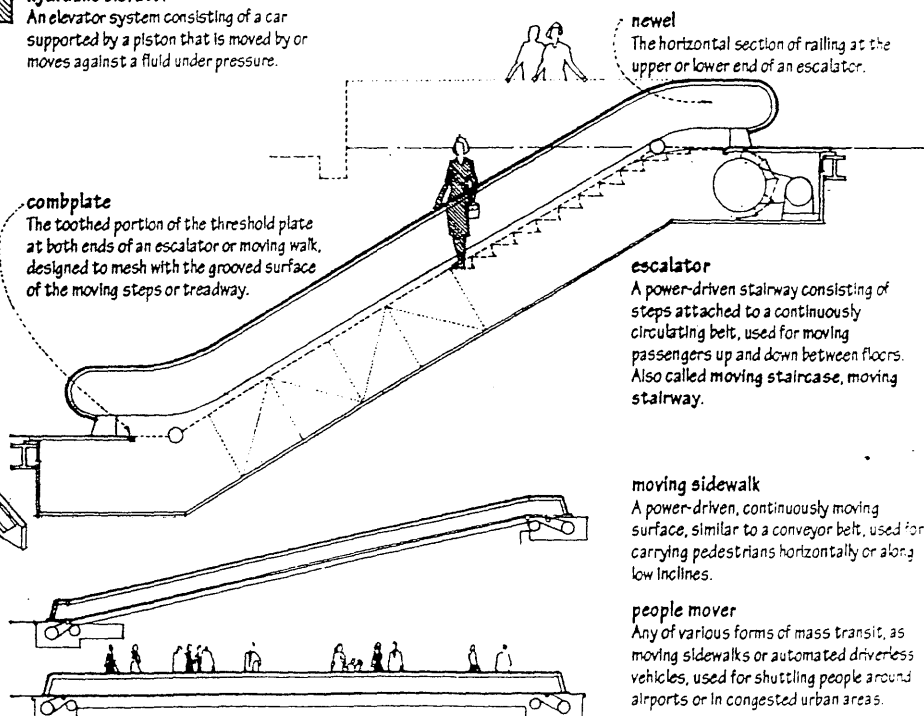 An elevator system consisting of a car
supported by a piston that is moved by or
moves against a fluid under pressure.
newel
The horizontal section of railing at the
upper or lower end of an escalator.
combplate
The toothed portion of the threshold plate
at both ends of an escalator or moving walk,
designed to mesh with the grooved surface
of the moving steps or treadway.
escalator
A power-driven stairway consisting of
steps attached to a continuously
circulating belt, used for moving
passengers up and down between floors.
Also called moving staircase, moving
stairway.
moving sidewalk
A power-driven, continuously moving
surface, similar to a conveyor belt, used for
carrying pedestrians horizontally or along
low inclines.
people mover
Any of various forms of mass transit, as
moving sidewalks or automated driverless
vehicles, used for shuttling people around
airports or in congested urban areas.